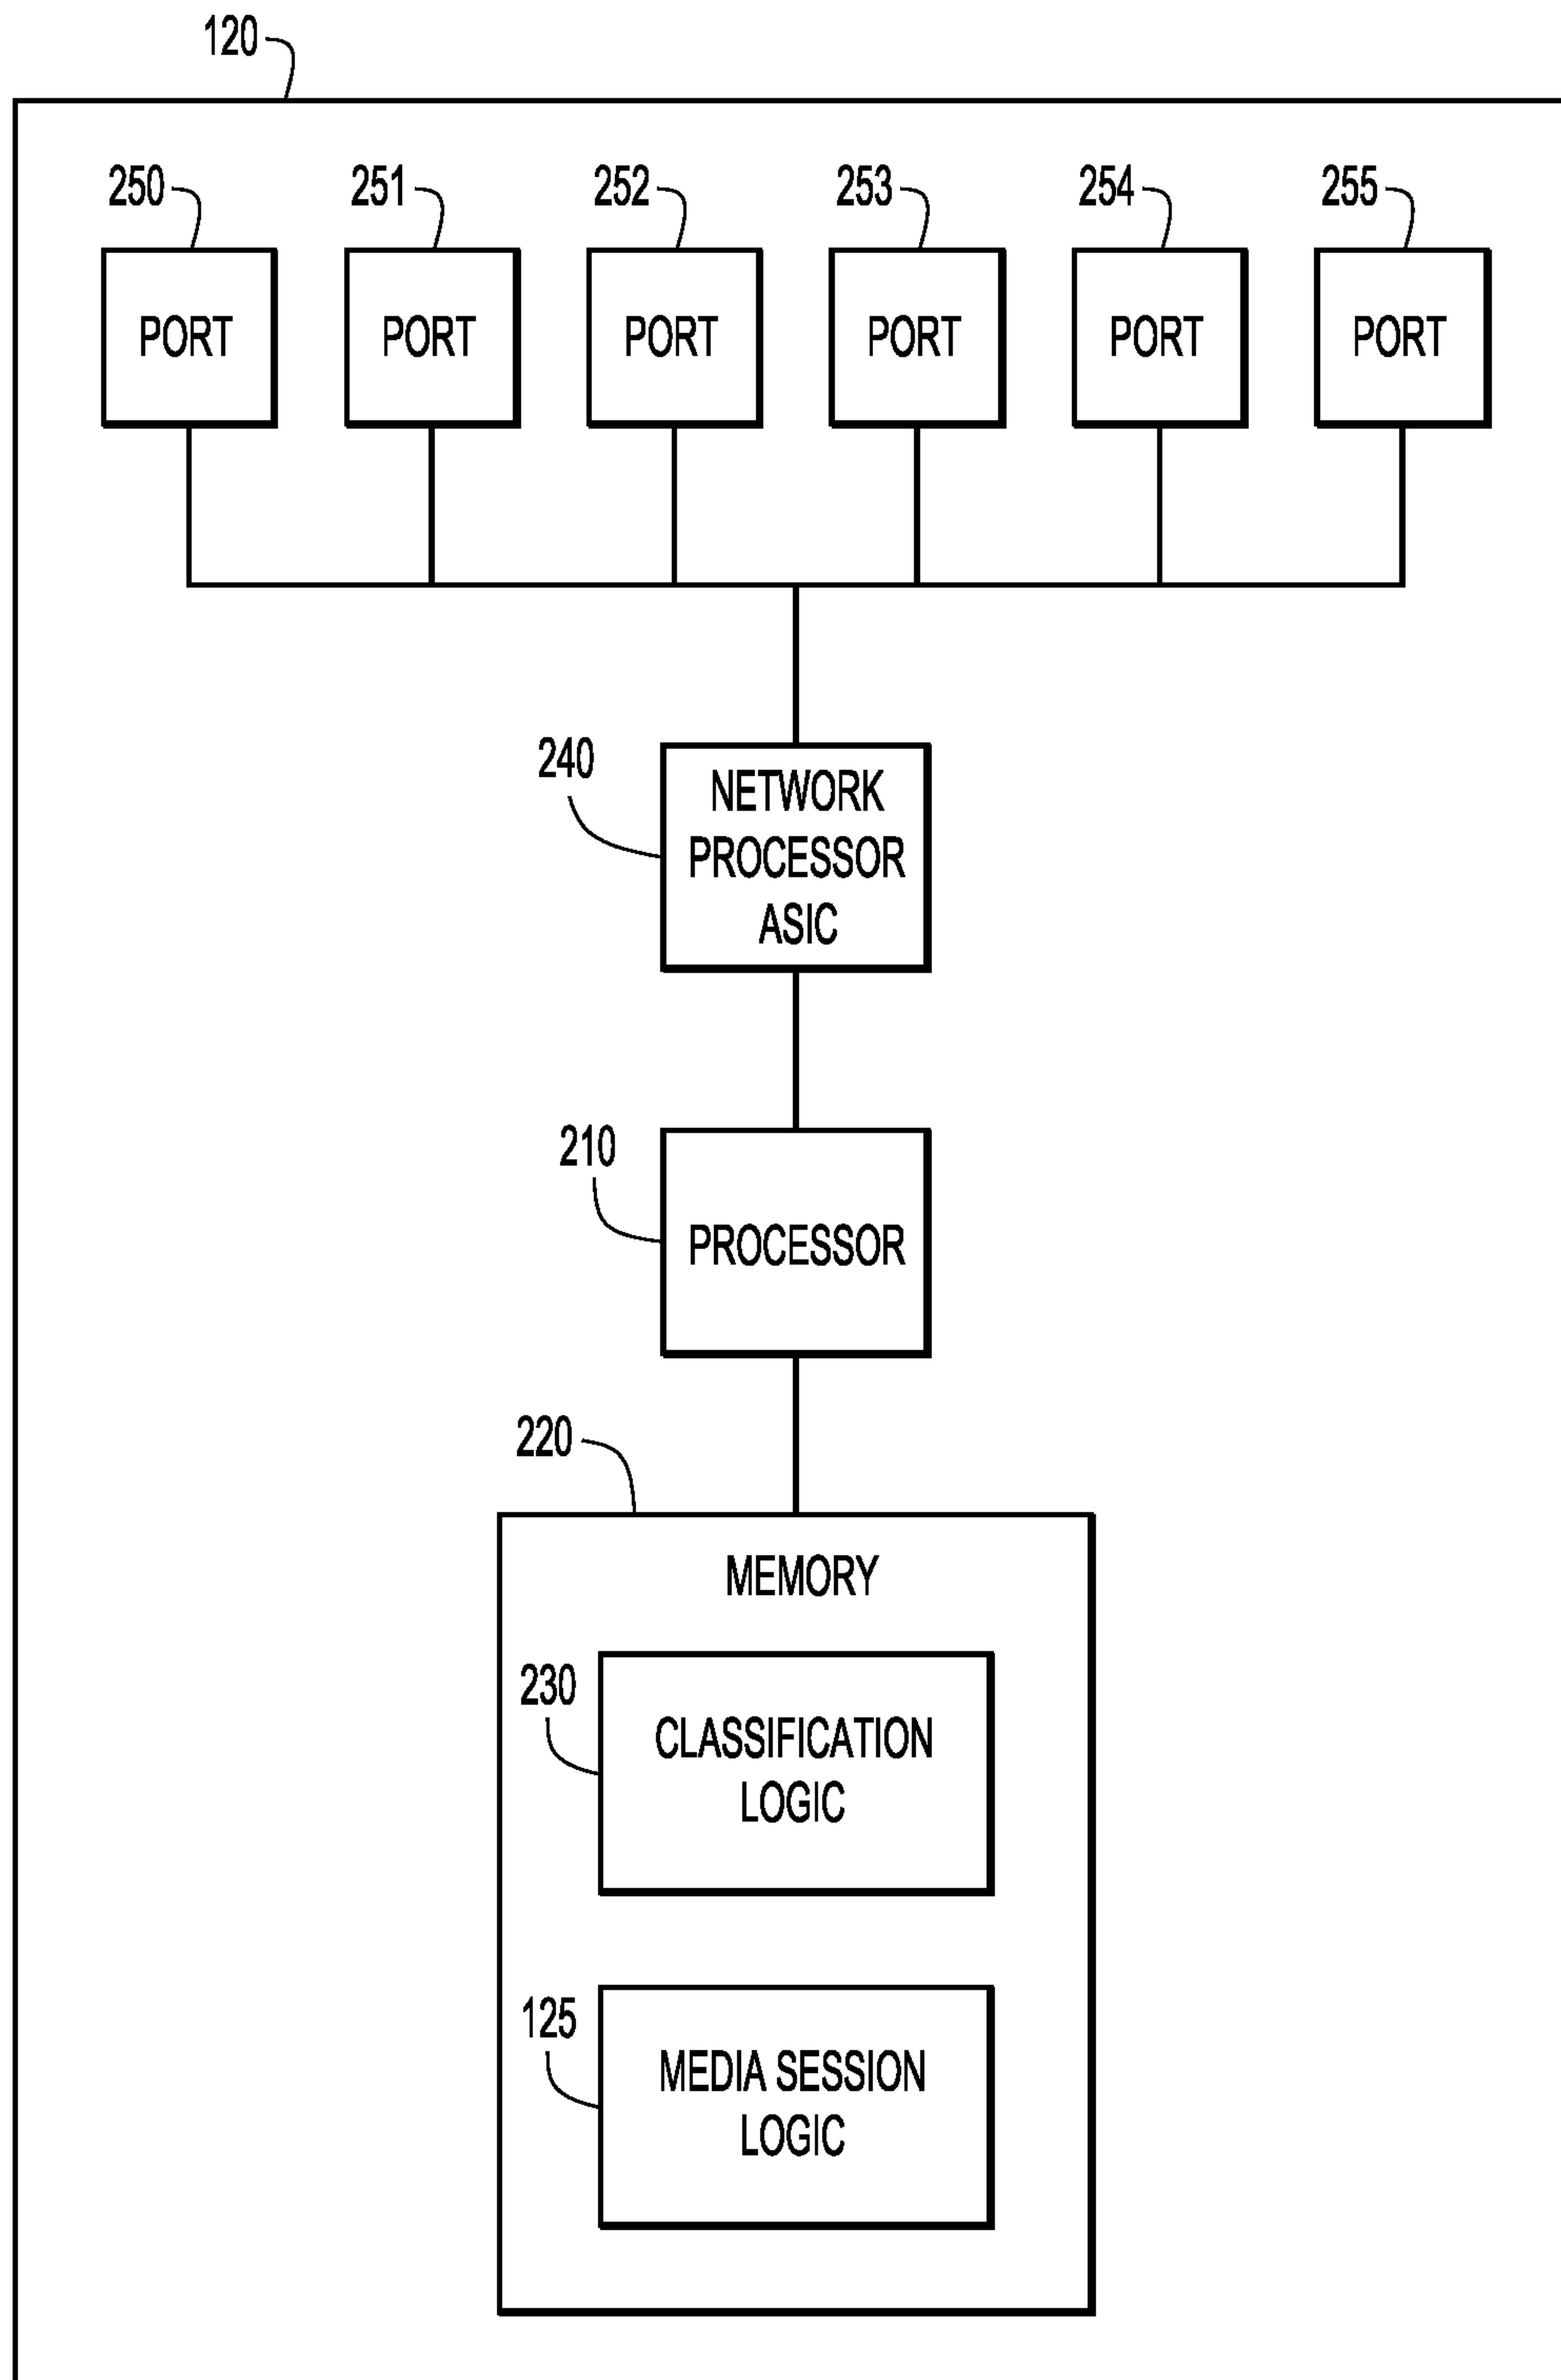 120
250 251 252 253 254 255
PORT PORT PORT PORT PORT PORT
240
NETWORK
PROCESSOR
ASIC
210
PROCESSOR
220
MEMORY
230
CLASSIFICATION
LOGIC
125
MEDIA SESSION
LOGIC